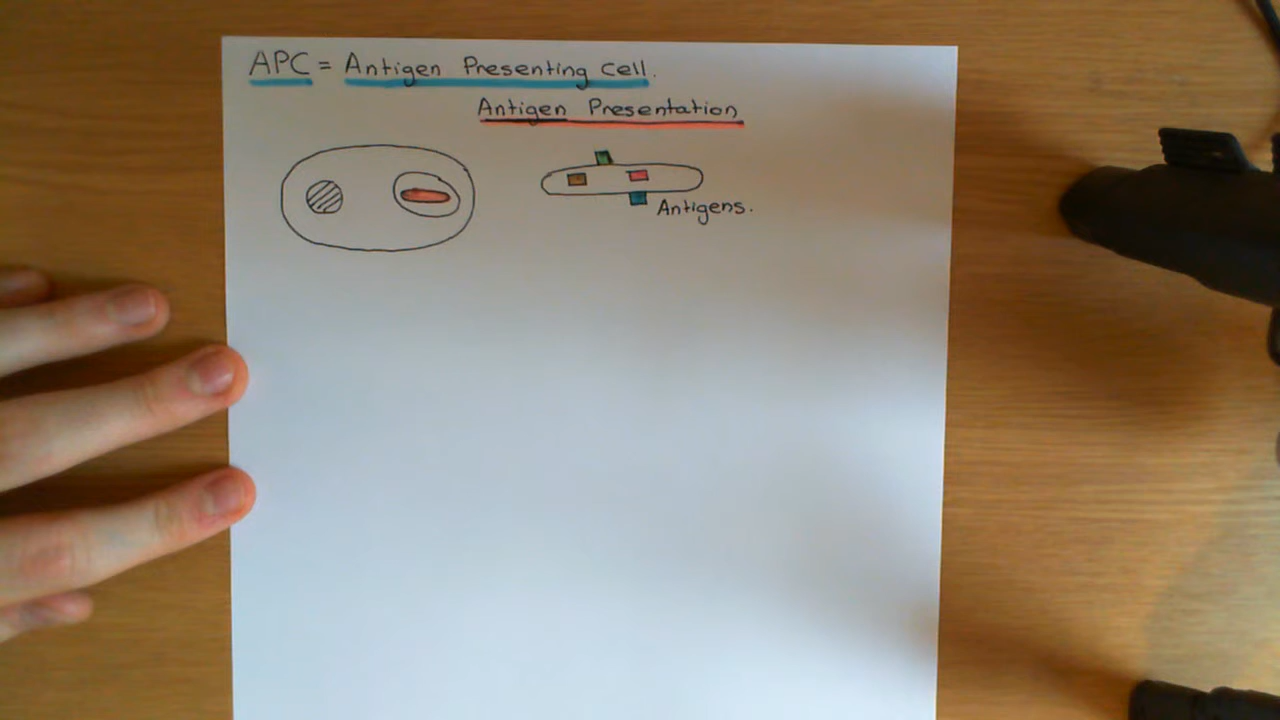 APC = Antigen Presenting cell.
Antigen Presentation
Antigens.